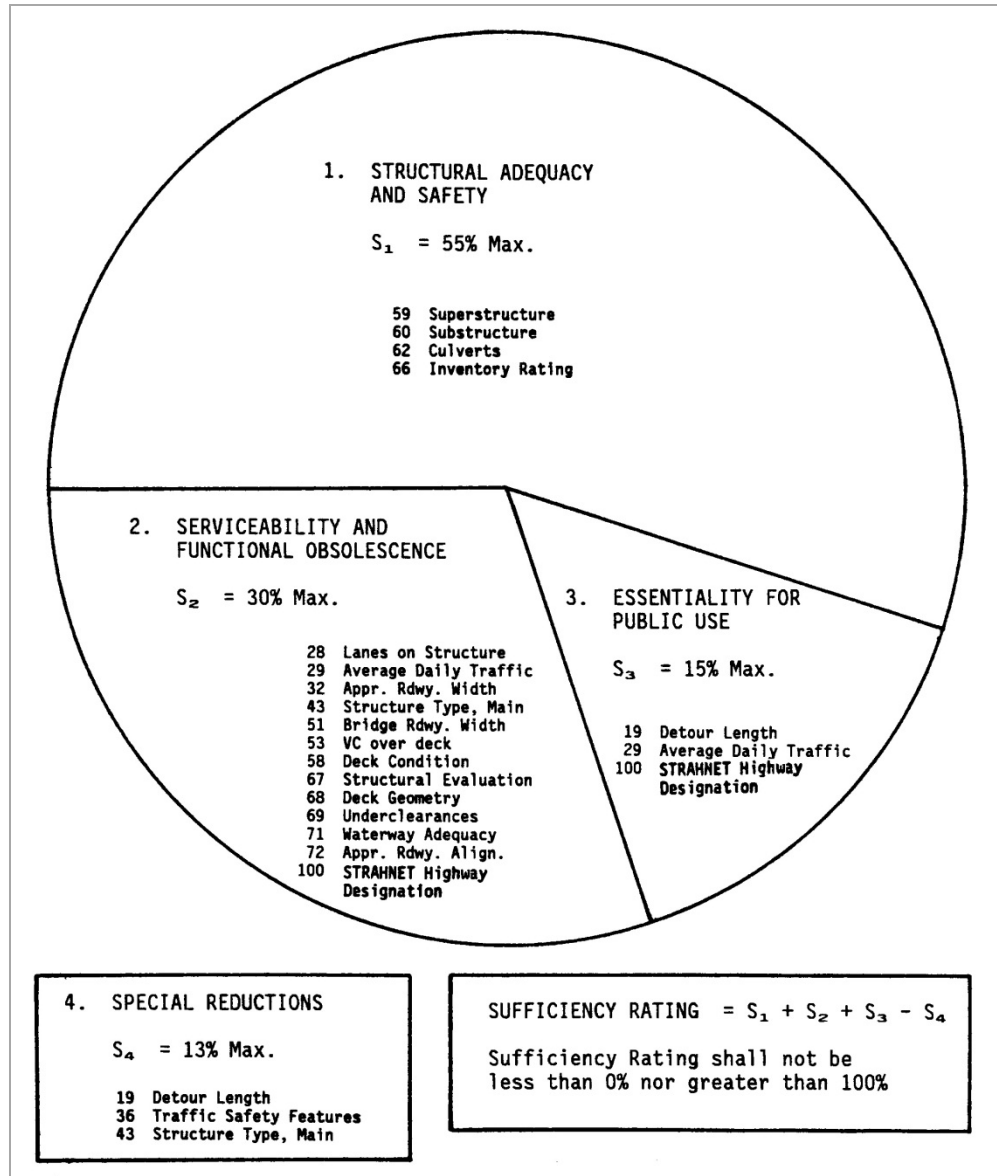 1. STRUCTURAL ADEQUACY
AND SAFETY
S₁ = 55% Max.
59 Superstructure
60 Substructure
62 Culverts
66 Inventory Rating
2. SERVICEABILITY AND
FUNCTIONAL OBSOLESCENCE
S₂ = 30% Max.
28 Lanes on Structure
29 Average Daily Traffic
32 Appr. Rdwy. Width
43 Structure Type, Main
51 Bridge Rdwy. Width
53 VC over deck
58 Deck Condition
67 Structural Evaluation
68 Deck Geometry
69 Underclearances
71 Waterway Adequacy
72 Appr. Rdwy. Align.
100 STRAHNET Highway
Designation
3. ESSENTIALITY FOR
PUBLIC USE
S₃ = 15% Max.
19 Detour Length
29 Average Daily Traffic
100 STRAHNET Highway
Designation
4. SPECIAL REDUCTIONS
S₄ = 13% Max.
19 Detour Length
36 Traffic Safety Features
43 Structure Type, Main
SUFFICIENCY RATING = S₁ + S₂ + S₃ - S₄
Sufficiency Rating shall not be
less than 0% nor greater than 100%